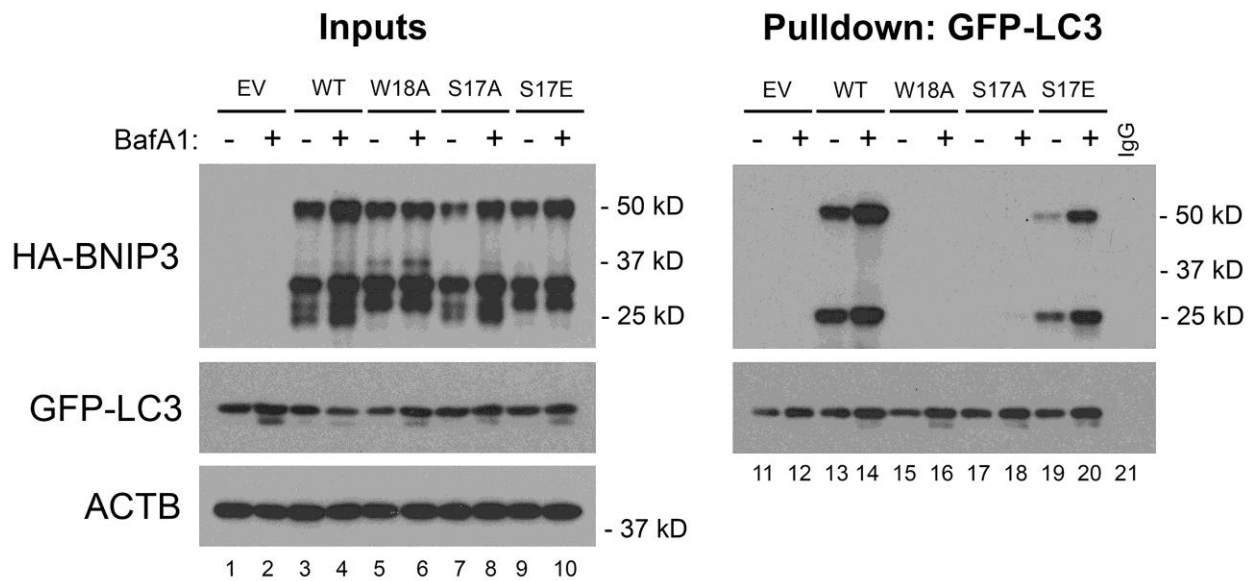 Inputs
Pulldown: GFP-LC3
EV WT W18A S17A S17E
EV WT W18A S17A S17E
BafA1: - + - + - + - + - +
- + - + - + - + - + IgG
HA-BNIP3
- 50 kD
- 37 kD
- 25 kD
- 50 kD
- 37 kD
- 25 kD
GFP-LC3
11 12 13 14 15 16 17 18 19 20 21
ACTB
- 37 kD
1 2 3 4 5 6 7 8 9 10